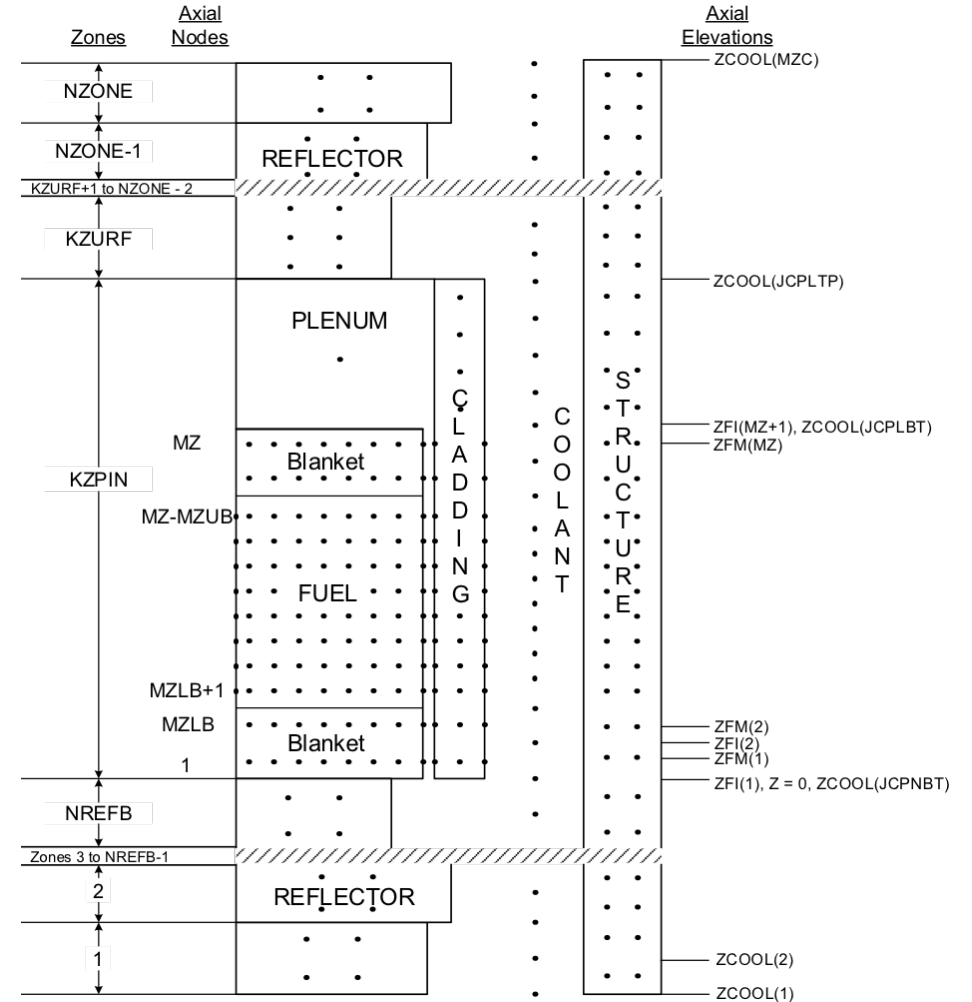 Zones
Axial
Nodes
Axial
Elevations
NZONE
ZCOOL(MZC)
NZONE-1
REFLECTOR
KZURF+1 to NZONE - 2
KZURF
ZCOOL(JCPLTP)
PLENUM
CLADDING
COOLANT
STRUCTURE
ZFI(MZ+1), ZCOOL(JCPLBT)
MZ
ZFM(MZ)
Blanket
KZPIN
MZ-MZUB
FUEL
MZLB+1
MZLB
ZFM(2)
Blanket
ZFI(2)
1
ZFM(1)
ZFI(1), Z = 0, ZCOOL(JCPNBT)
NREFB
Zones 3 to NREFB-1
2
REFLECTOR
1
ZCOOL(2)
ZCOOL(1)